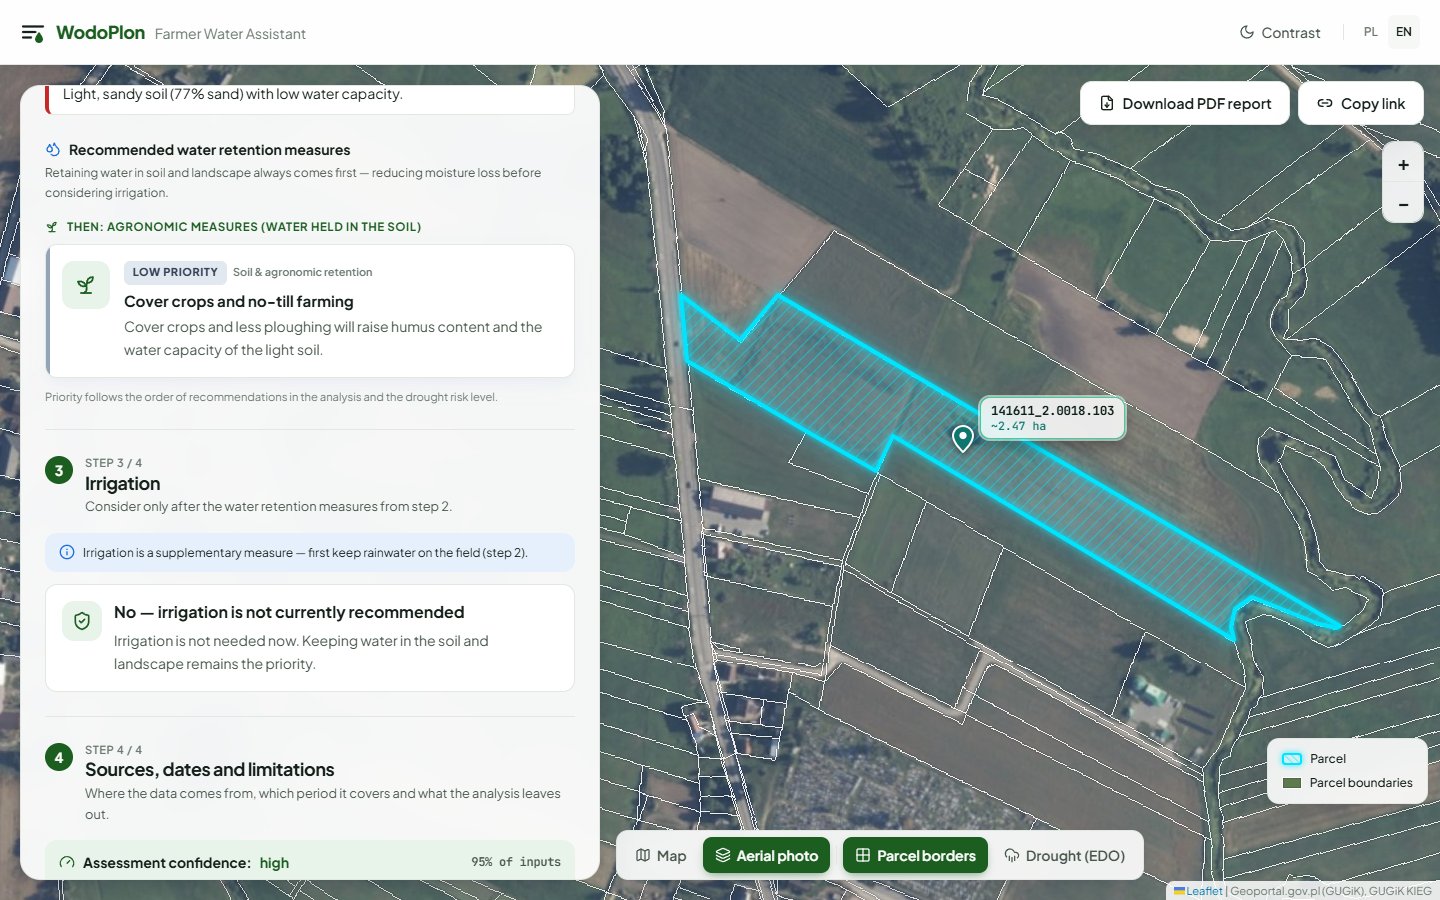 WodoPlon Farmer Water Assistant
Contrast
PL
EN
Light, sandy soil (77% sand) with low water capacity.
Recommended water retention measures
Retaining water in soil and landscape always comes first — reducing moisture loss before
considering irrigation.
THEN: AGRONOMIC MEASURES (WATER HELD IN THE SOIL)
LOW PRIORITY Soil & agronomic retention
Cover crops and no-till farming
Cover crops and less ploughing will raise humus content and the
water capacity of the light soil.
Priority follows the order of recommendations in the analysis and the drought risk level.
3
STEP 3 / 4
Irrigation
Consider only after the water retention measures from step 2.
Irrigation is a supplementary measure — first keep rainwater on the field (step 2).
No — irrigation is not currently recommended
Irrigation is not needed now. Keeping water in the soil and
landscape remains the priority.
4
STEP 4 / 4
Sources, dates and limitations
Where the data comes from, which period it covers and what the analysis leaves
out.
Assessment confidence: high
95% of inputs
Download PDF report
Copy link
+
−
141611_2.0018.103
~2.47 ha
Parcel
Parcel boundaries
Map
Aerial photo
Parcel borders
Drought (EDO)
Leaflet | Geoportal.gov.pl (GUGiK), GUGiK KIEG